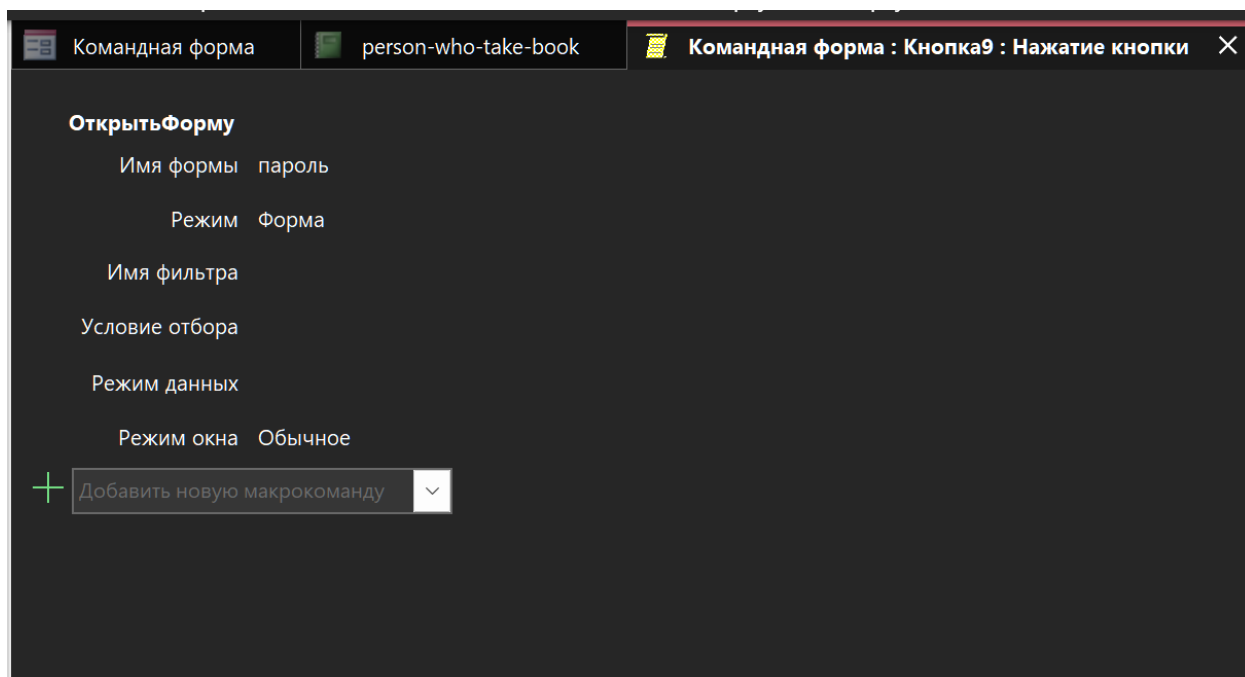 Командная форма
person-who-take-book
Командная форма : Кнопка9 : Нажатие кнопки
ОткрытьФорму
Имя формы пароль
Режим Форма
Имя фильтра
Условие отбора
Режим данных
Режим окна Обычное
Добавить новую макрокоманду